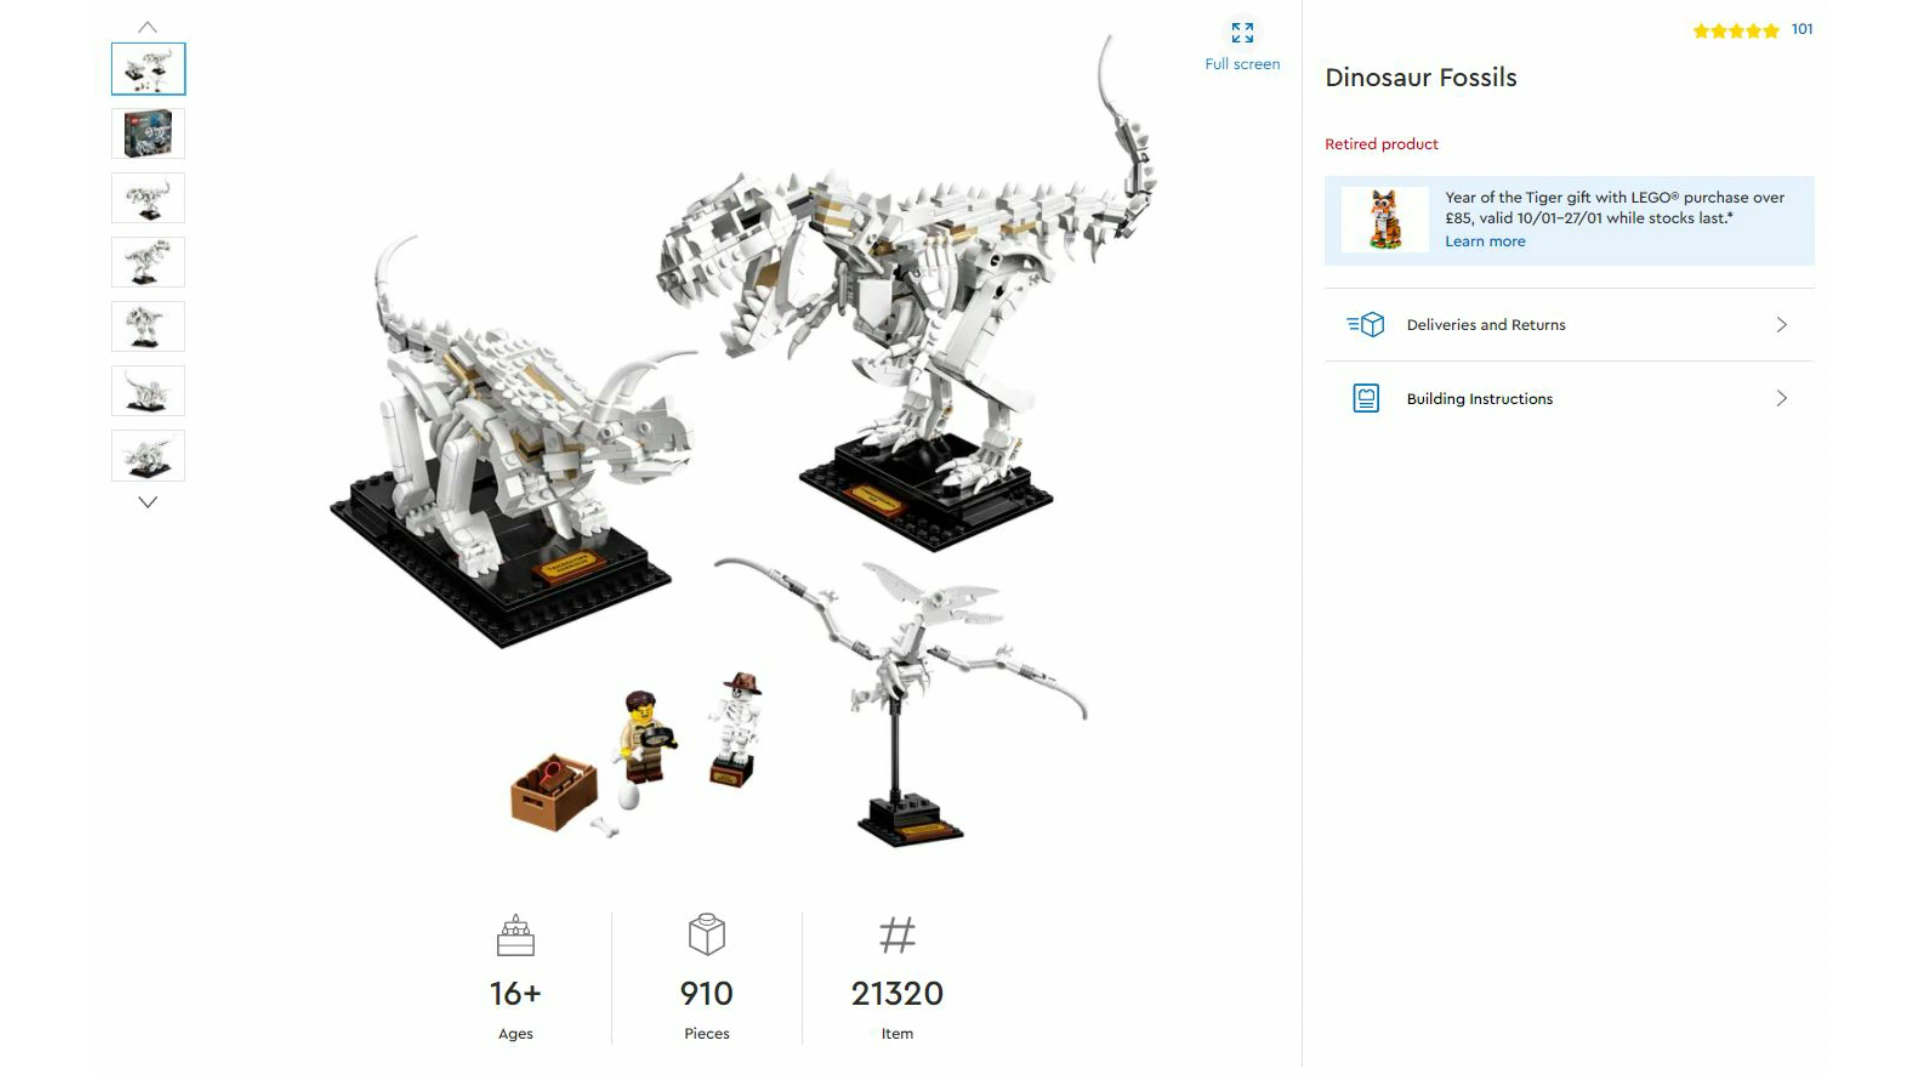 Full screen
101
Dinosaur Fossils
Retired product
Year of the Tiger gift with LEGO® purchase over
£85, valid 10/01-27/01 while stocks last.*
Learn more
Deliveries and Returns
Building Instructions
16+
Ages
910
Pieces
#
21320
Item